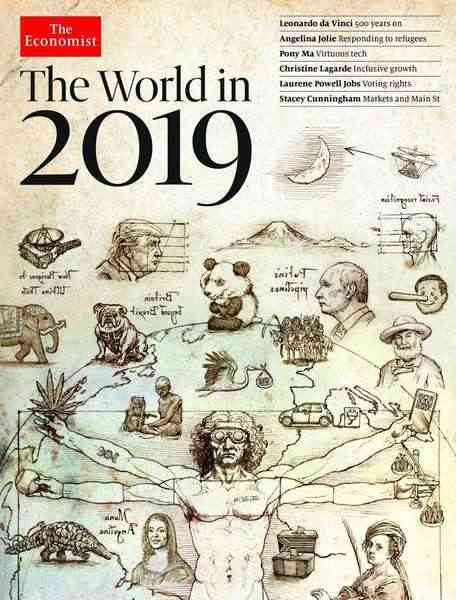 The
Economist
Leonardo da Vinci 500 years on
Angelina Jolie Responding to refugees
Pony Ma Virtuous tech
Christine Lagarde Inclusive growth
Laurene Powell Jobs Voting rights
Stacey Cunningham Markets and Main St
The World in
2019
Facial recognition
Putin's
pipelines
Britain
beyond Brexit